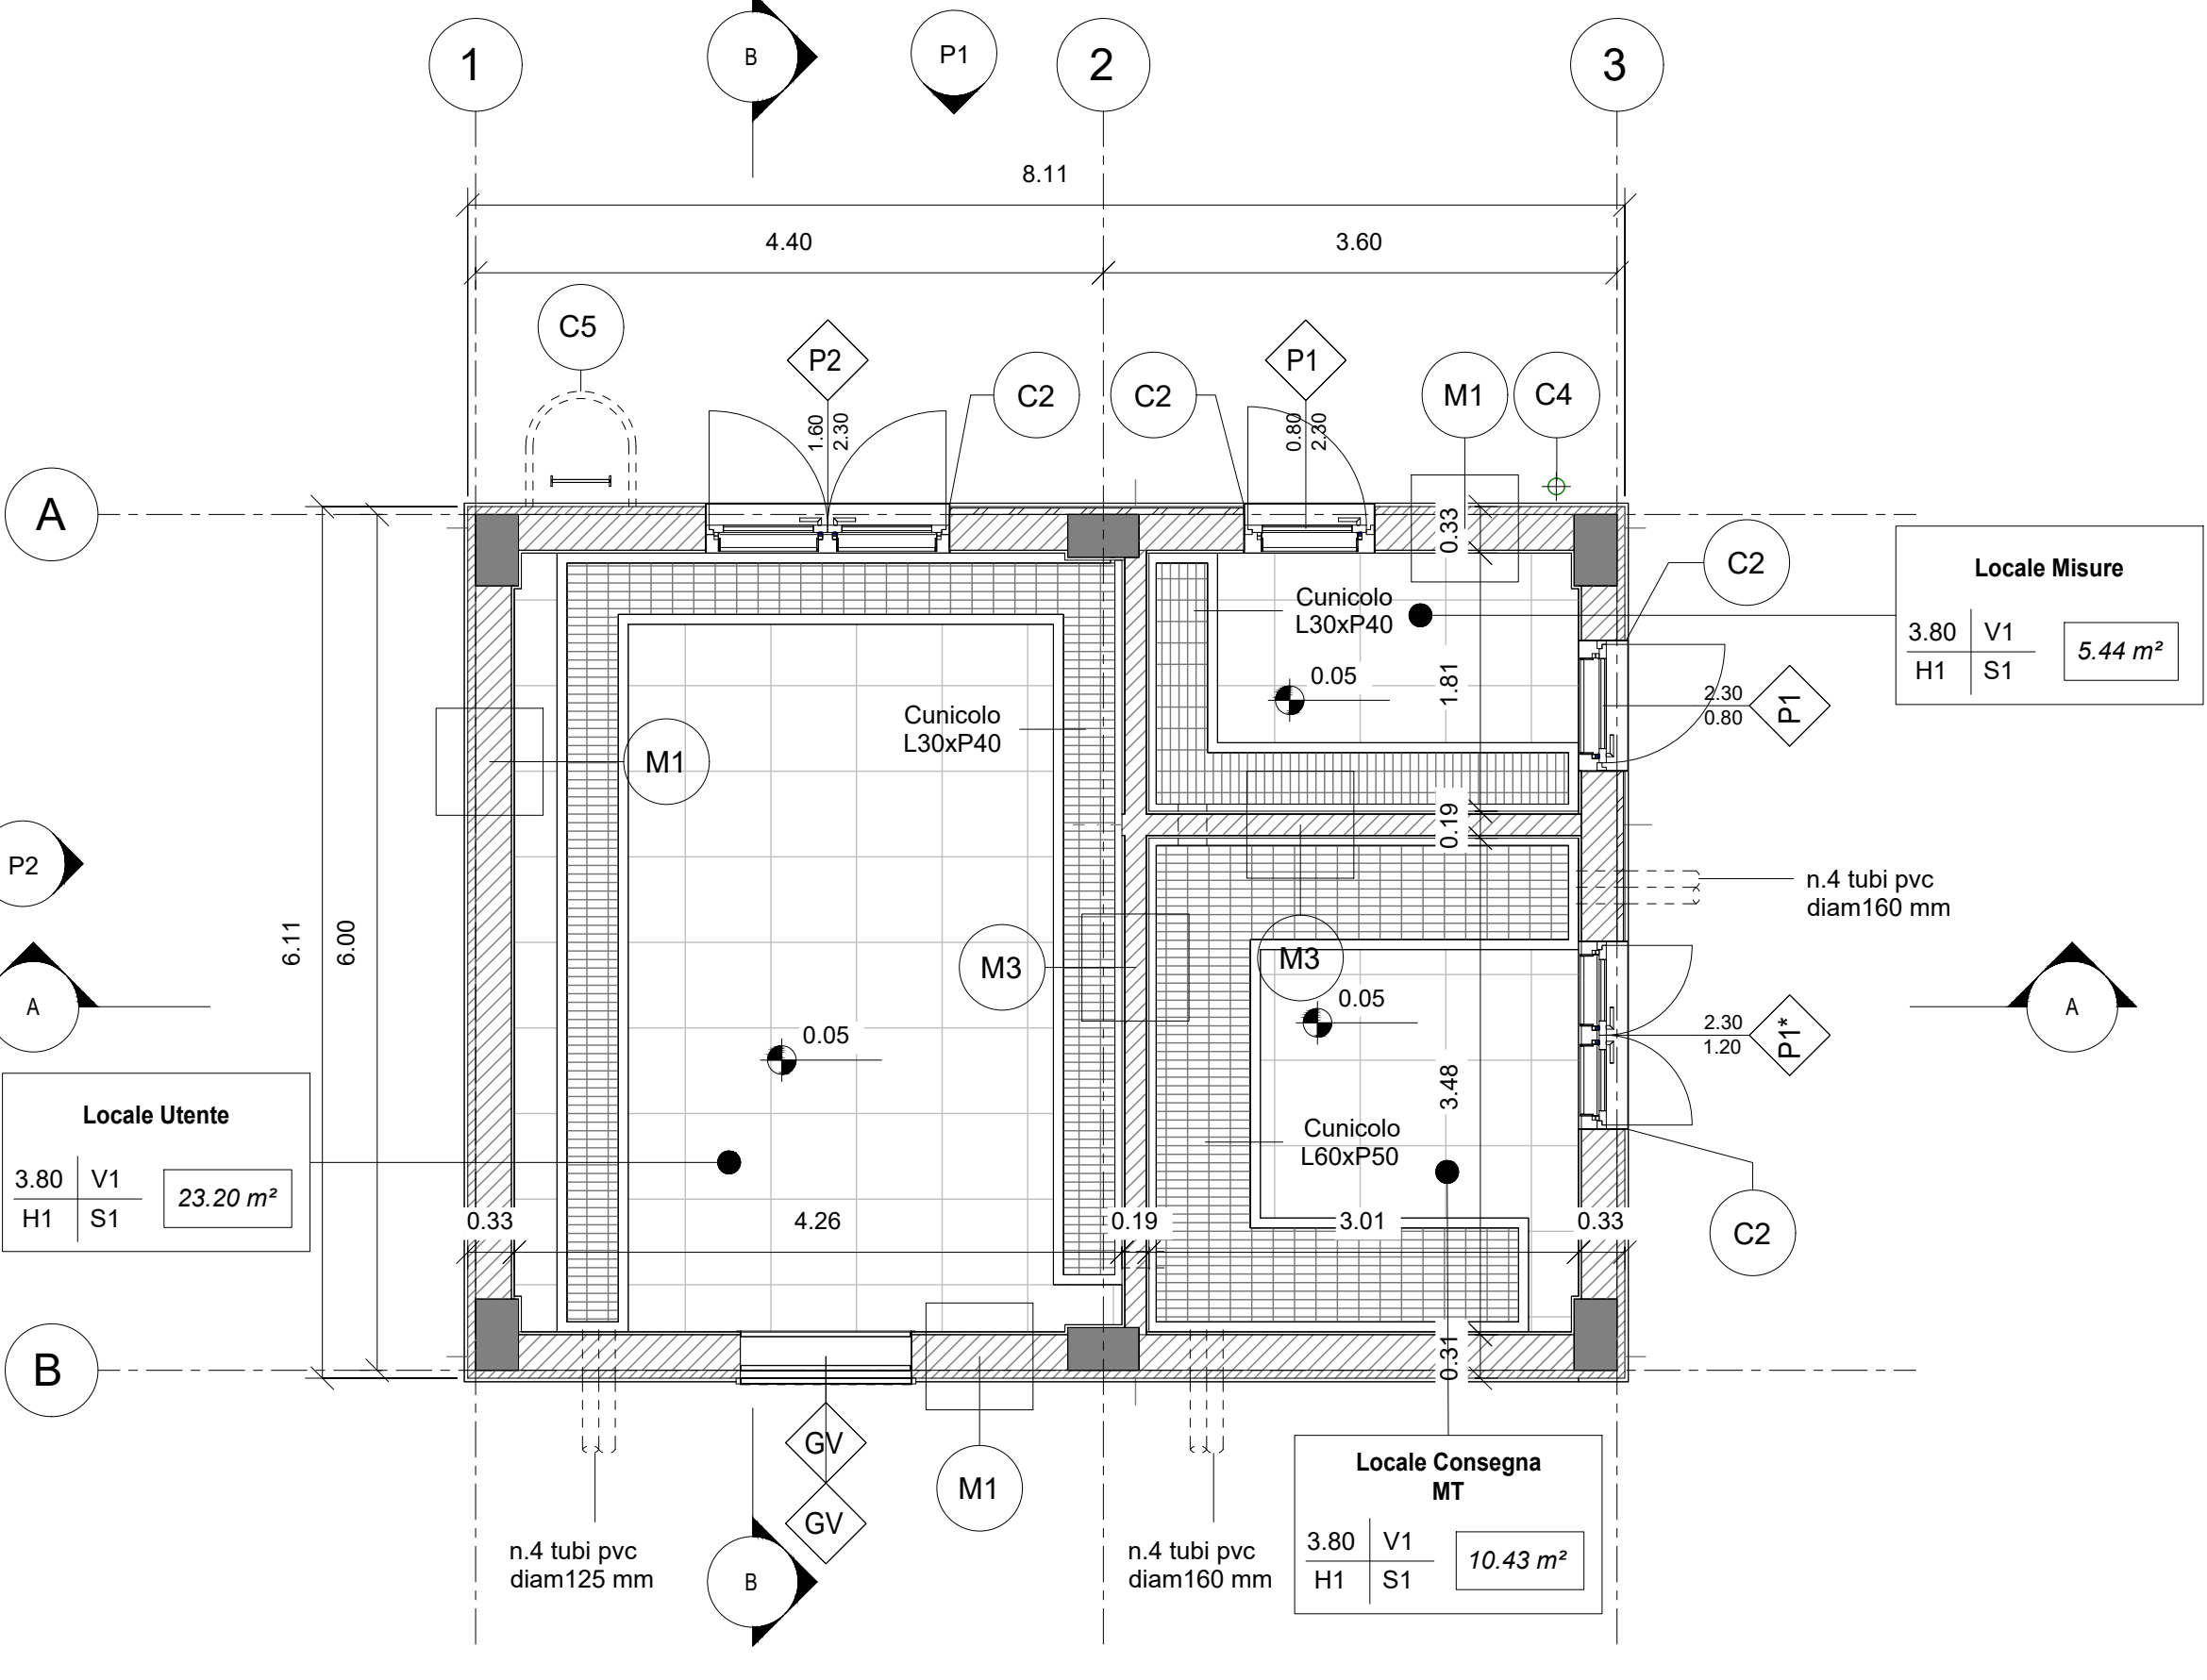 1
B
P1
2
3
8.11
4.40
3.60
C5
P2
C2
C2
P1
M1
C4
1.60
2.30
0.80
2.30
A
0.33
C2
Locale Misure
3.80
V1
H1
S1
5.44 m²
Cunicolo
L30xP40
0.05
1.81
2.30
0.80
P1
Cunicolo
L30xP40
M1
0.19
P2
n.4 tubi pvc
diam160 mm
6.11
6.00
M3
M3
A
0.05
2.30
1.20
P1*
A
0.05
3.48
Locale Utente
3.80
V1
H1
S1
23.20 m²
Cunicolo
L60xP50
0.33
4.26
0.19
3.01
0.33
C2
B
0.31
GV
GV
M1
Locale Consegna
MT
3.80
V1
H1
S1
10.43 m²
n.4 tubi pvc
diam125 mm
B
n.4 tubi pvc
diam160 mm